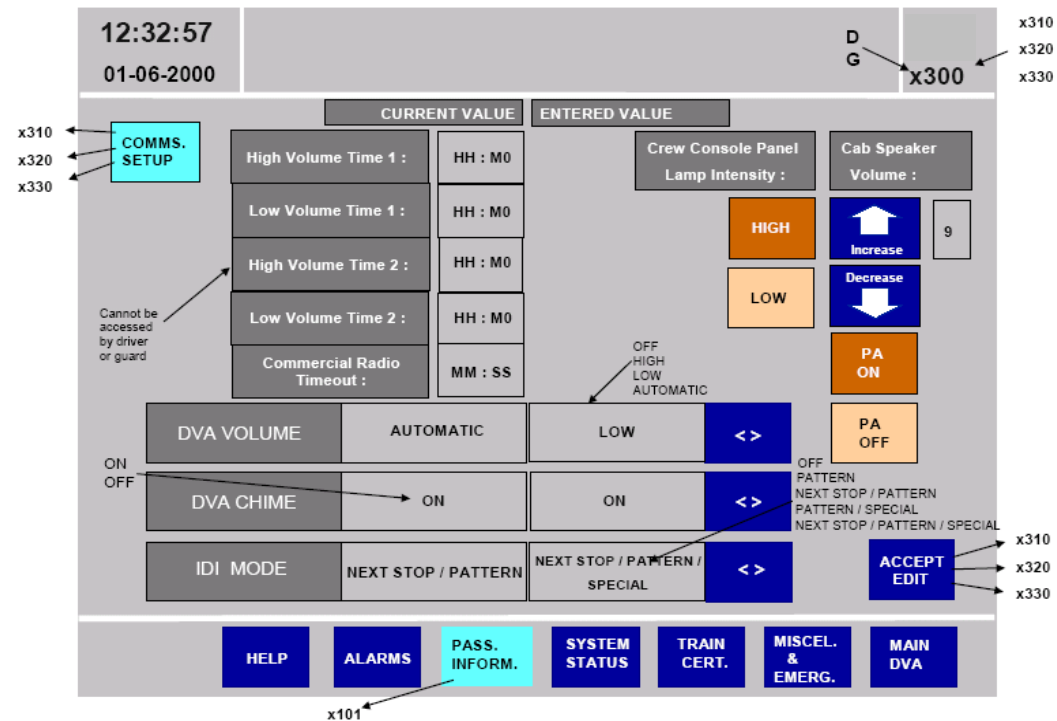 12:32:57
01-06-2000
D
G
x300
x310
x320
x330
CURRENT VALUE
ENTERED VALUE
x310
x320
x330
COMMS.
SETUP
High Volume Time 1 :
HH : M0
Low Volume Time 1 :
HH : M0
High Volume Time 2 :
HH : M0
Low Volume Time 2 :
HH : M0
Commercial Radio
Timeout :
MM : SS
Cannot be
accessed
by driver
or guard
Crew Console Panel
Lamp Intensity :
Cab Speaker
Volume :
HIGH
LOW
Increase
9
Decrease
PA
ON
PA
OFF
OFF
HIGH
LOW
AUTOMATIC
DVA VOLUME
AUTOMATIC
LOW
< >
ON
OFF
DVA CHIME
ON
ON
< >
OFF
PATTERN
NEXT STOP / PATTERN
PATTERN / SPECIAL
NEXT STOP / PATTERN / SPECIAL
IDI MODE
NEXT STOP / PATTERN
NEXT STOP / PATTERN /
SPECIAL
< >
ACCEPT
EDIT
x310
x320
x330
HELP
ALARMS
PASS.
INFORM.
SYSTEM
STATUS
TRAIN
CERT.
MISCEL.
&
EMERG.
MAIN
DVA
x101